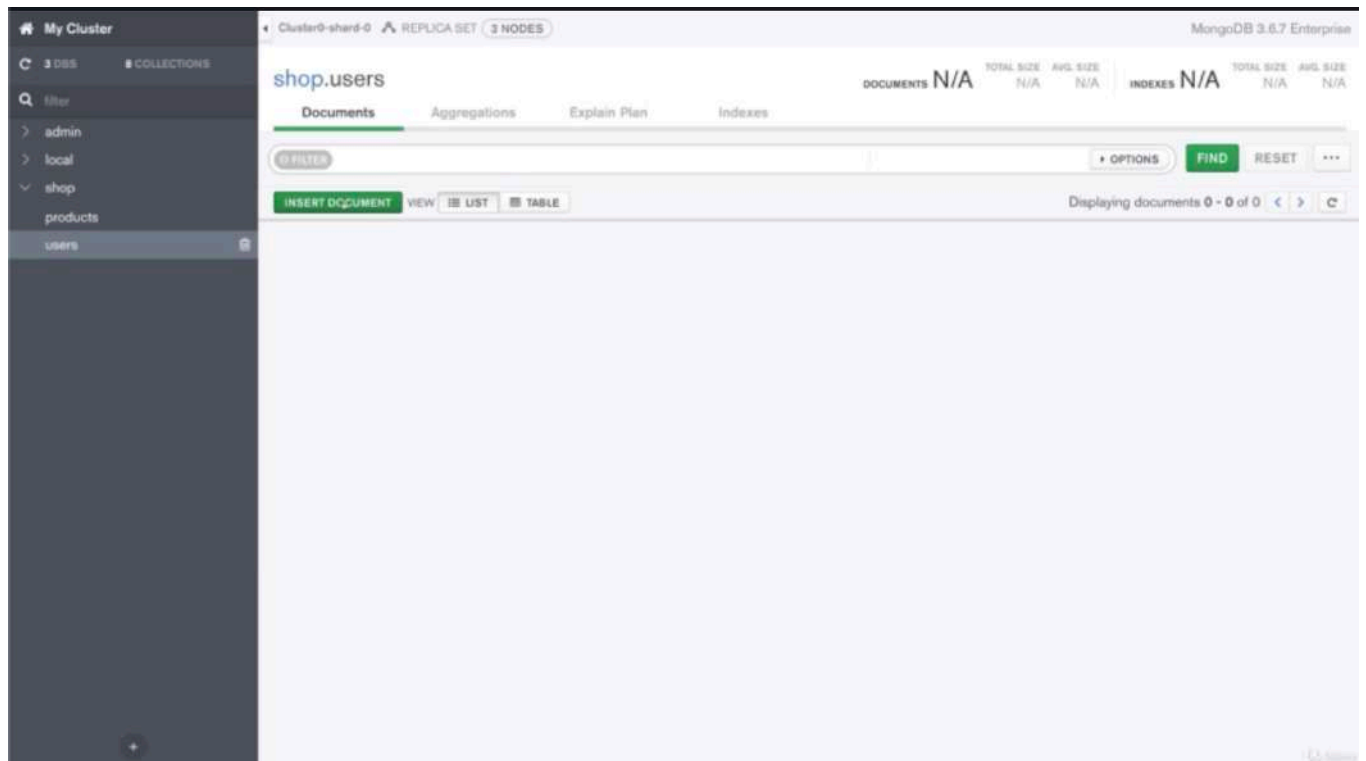 My Cluster
Cluster0-shard-0 REPLICA SET 3 NODES
MongoDB 3.6.7 Enterprise
3 DBS 8 COLLECTIONS
filter
admin
local
shop
products
users
shop.users
DOCUMENTS N/A TOTAL SIZE N/A AVG. SIZE N/A INDEXES N/A TOTAL SIZE N/A AVG. SIZE N/A
Documents Aggregations Explain Plan Indexes
FILTER OPTIONS FIND RESET ...
INSERT DOCUMENT VIEW LIST TABLE
Displaying documents 0 - 0 of 0 < >
+